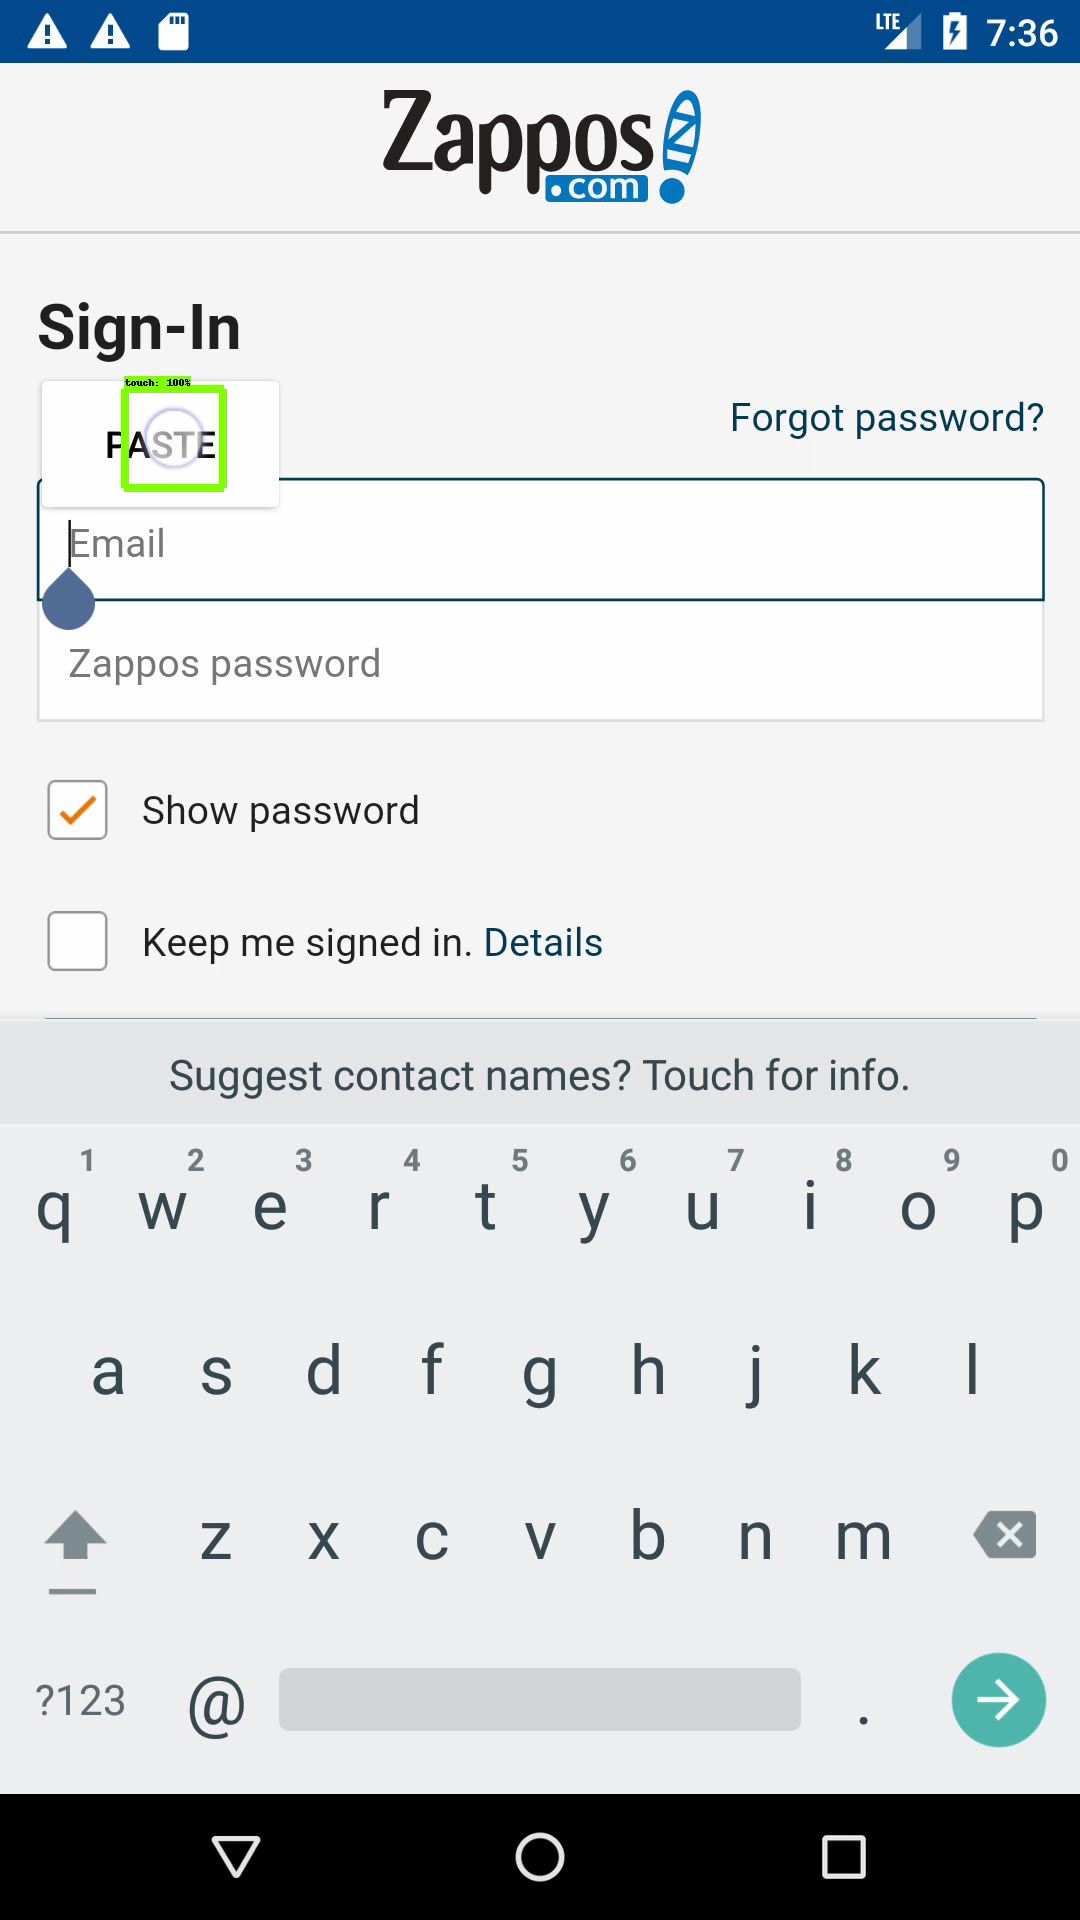 LTE 7:36
Zappos
.com
Sign-In
touch: 100%
PASTE
Forgot password?
Email
Zappos password
Show password
Keep me signed in. Details
Suggest contact names? Touch for info.
1 2 3 4 5 6 7 8 9 0
q w e r t y u i o p
a s d f g h j k l
z x c v b n m
?123 @ .